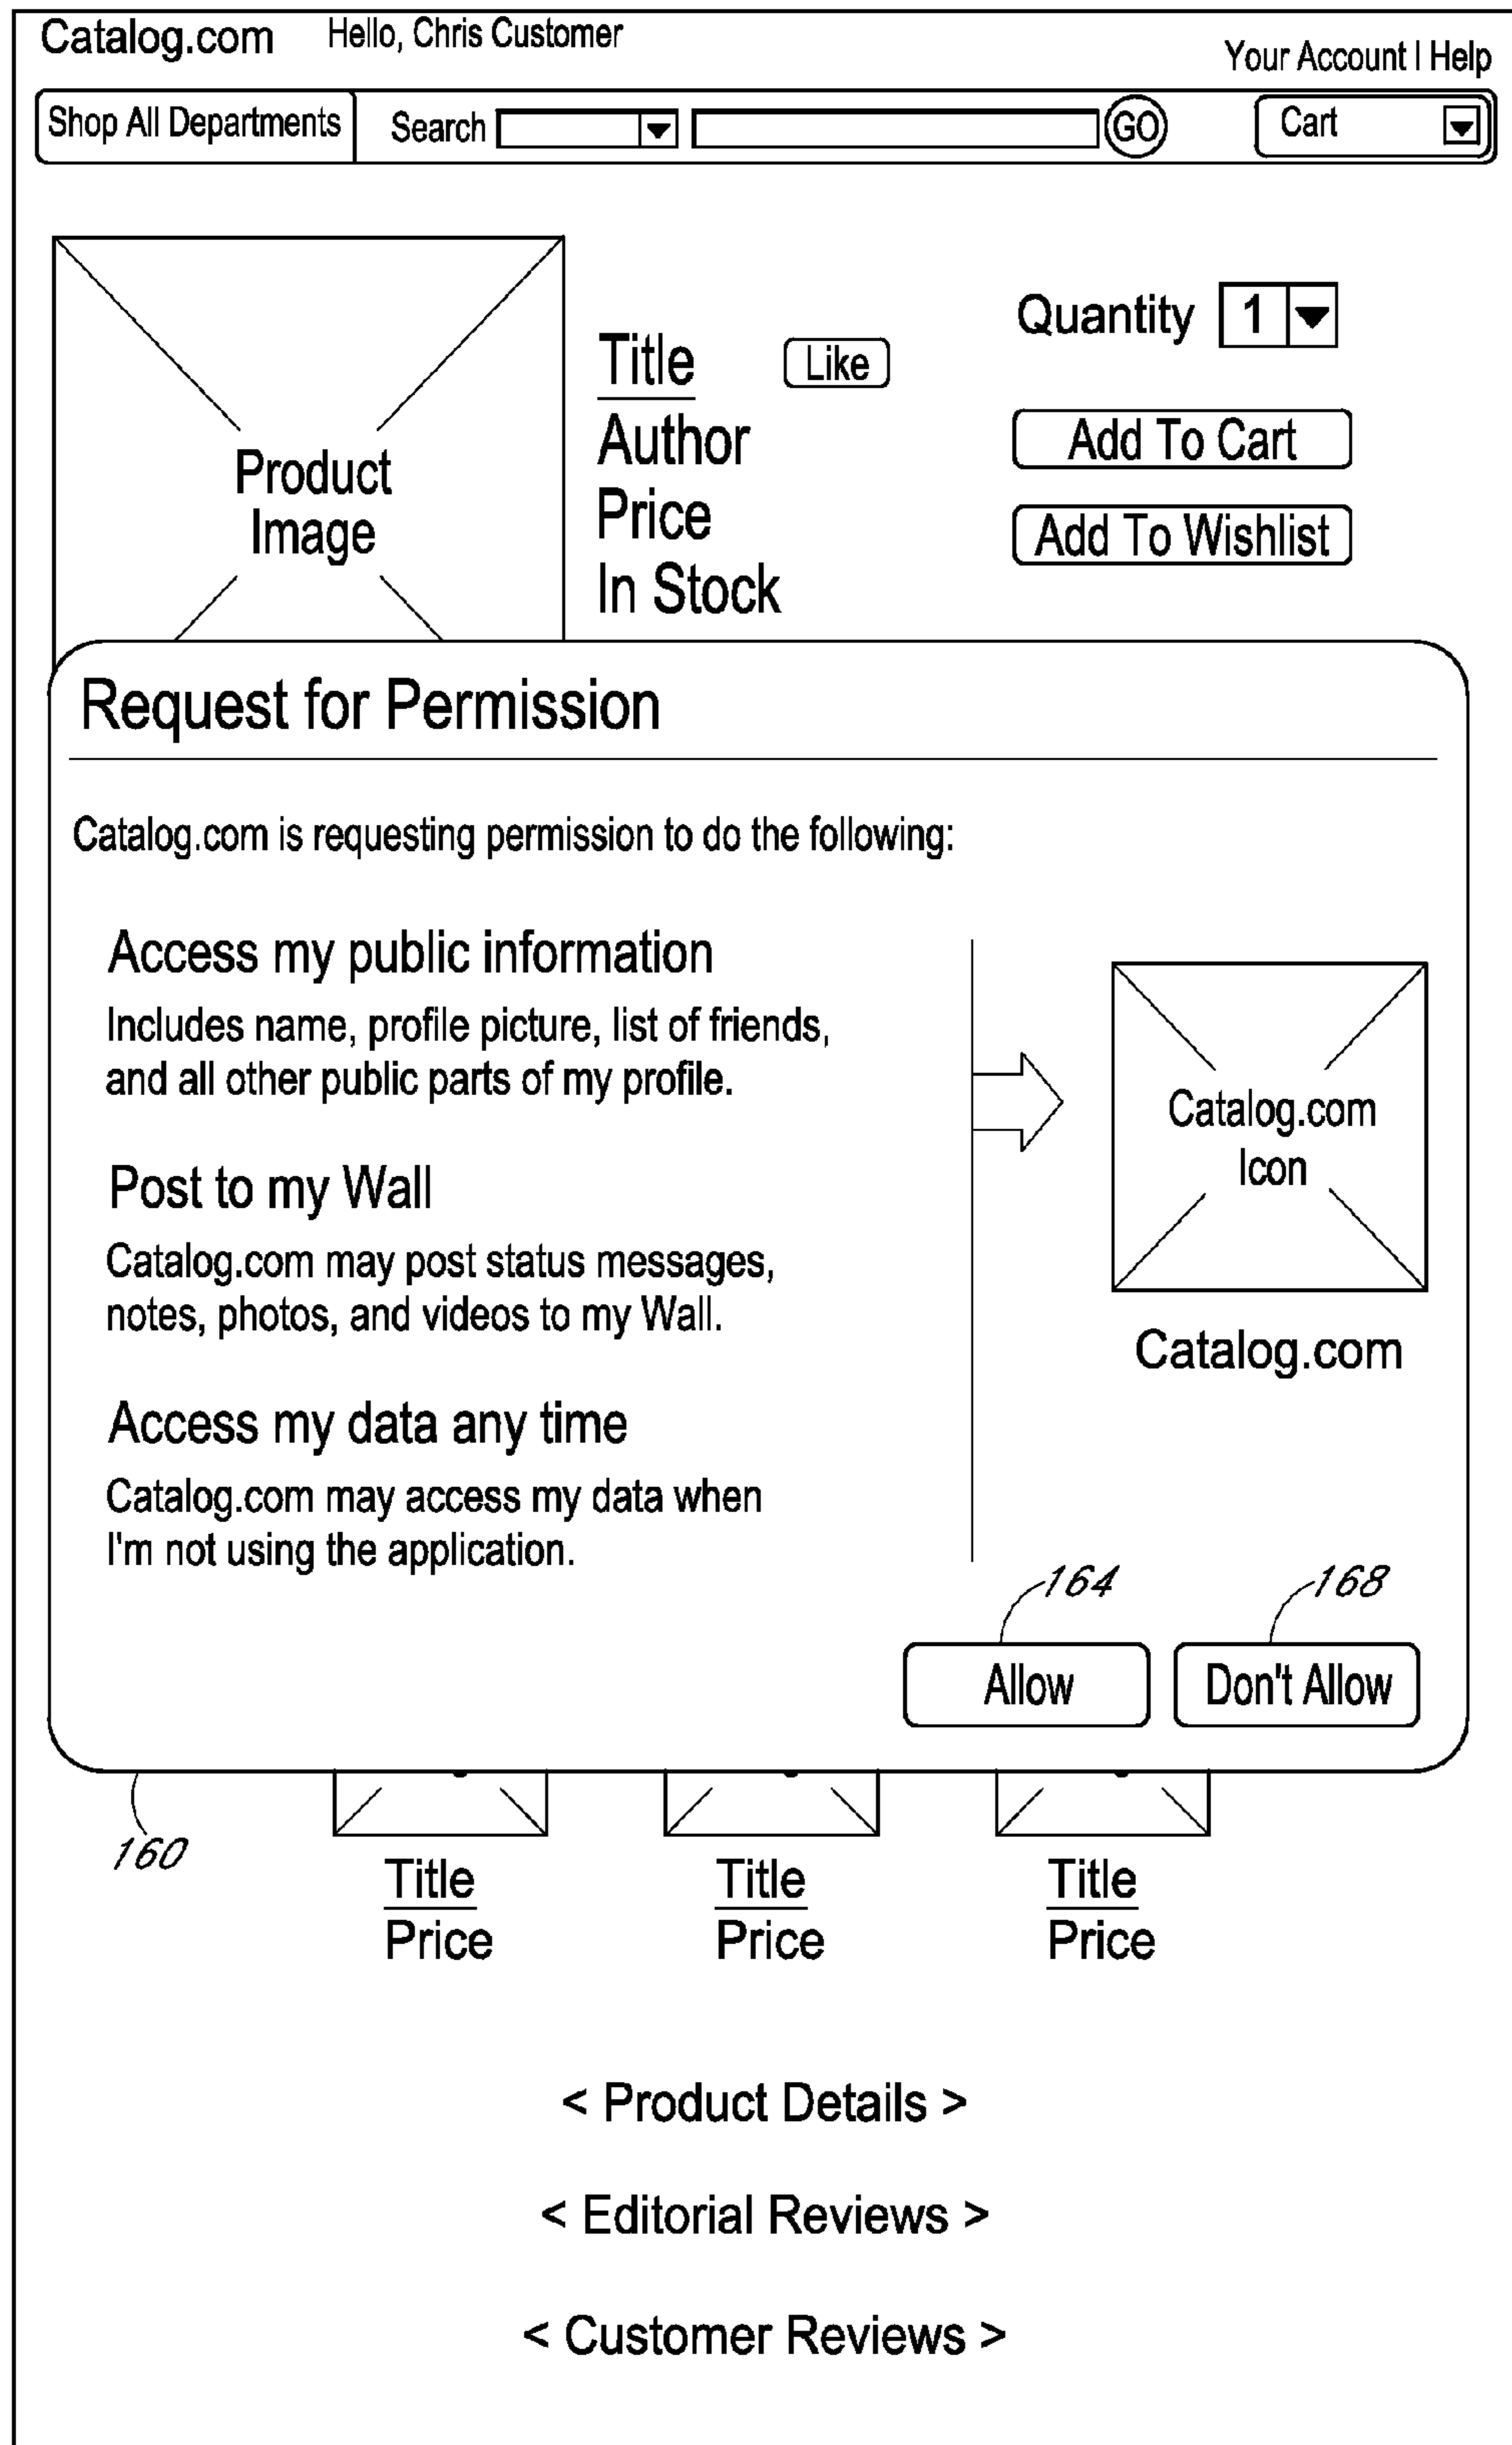 Catalog.com Hello, Chris Customer
Your Account | Help
Shop All Departments Search GO Cart
Quantity 1
Title Like
Author
Add To Cart
Product
Image
Price
Add To Wishlist
In Stock
Request for Permission
Catalog.com is requesting permission to do the following:
Access my public information
Includes name, profile picture, list of friends,
and all other public parts of my profile.
Catalog.com
Icon
Post to my Wall
Catalog.com may post status messages,
notes, photos, and videos to my Wall.
Catalog.com
Access my data any time
Catalog.com may access my data when
I'm not using the application.
164 168
Allow Don't Allow
160
Title Title Title
Price Price Price
< Product Details >
< Editorial Reviews >
< Customer Reviews >